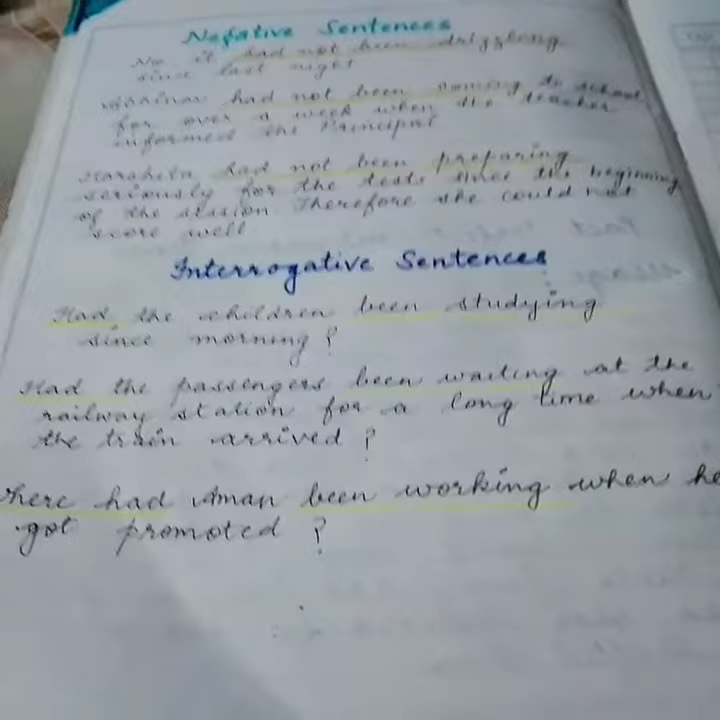 Negative Sentences
No it had not been drizzling
since last night
had not been coming to school
for over a week when the teacher
informed the Principal
Harshita had not been preparing
seriously for the tests since the beginning
of the session Therefore she could not
score well
Interrogative Sentences
Had the children been studying
since morning ?
Had the passengers been waiting at the
railway station for a long time when
the train arrived ?
where had Aman been working when he
got promoted ?